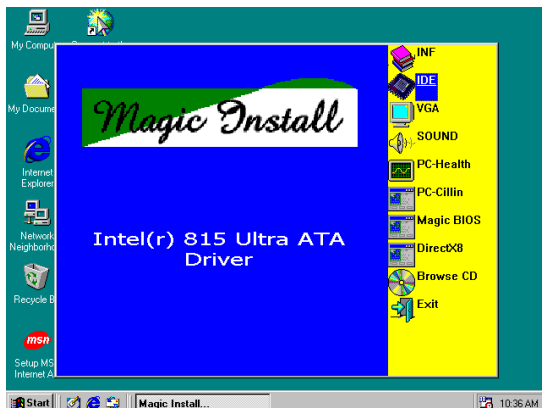 My Compu
My Docume
Internet
Explorer
Network
Neighborho
Recycle B
msn
Setup MS
Internet A
Magic Install
Intel(r) 815 Ultra ATA
Driver
INF
IDE
VGA
SOUND
PC-Health
PC-Cillin
Magic BIOS
DirectX8
Browse CD
Exit
Start
Magic Install...
10:36 AM